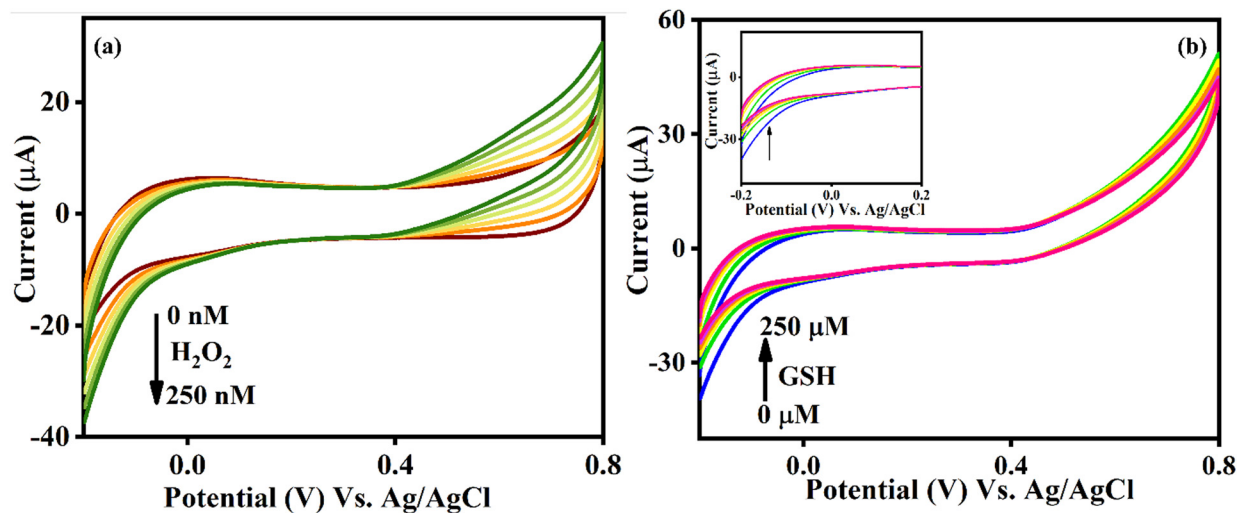 (a)
20
0
-20
-40
Current (μA)
0 nM
H₂O₂
250 nM
0.0
0.4
0.8
Potential (V) Vs. Ag/AgCl
(b)
60
30
0
-30
Current (μA)
0
-30
Current (μA)
-0.2
0.0
0.2
Potential (V) Vs. Ag/AgCl
250 μM
GSH
0 μM
0.0
0.4
0.8
Potential (V) Vs. Ag/AgCl